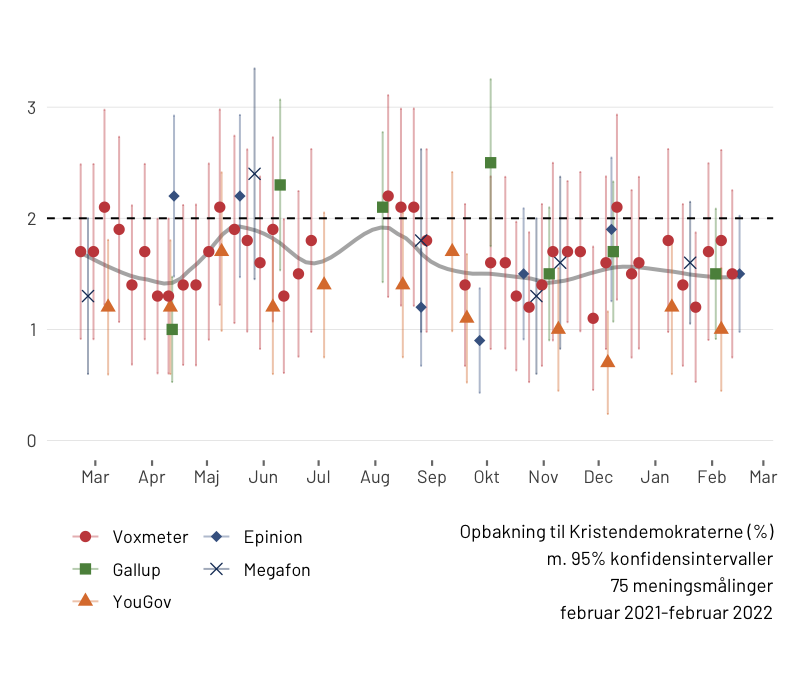 3
2
1
0
Mar Apr Maj Jun Jul Aug Sep Okt Nov Dec Jan Feb Mar
Voxmeter Epinion
Gallup Megafon
YouGov
Opbakning til Kristendemokraterne (%)
m. 95% konfidensintervaller
75 meningsmålinger
februar 2021-februar 2022